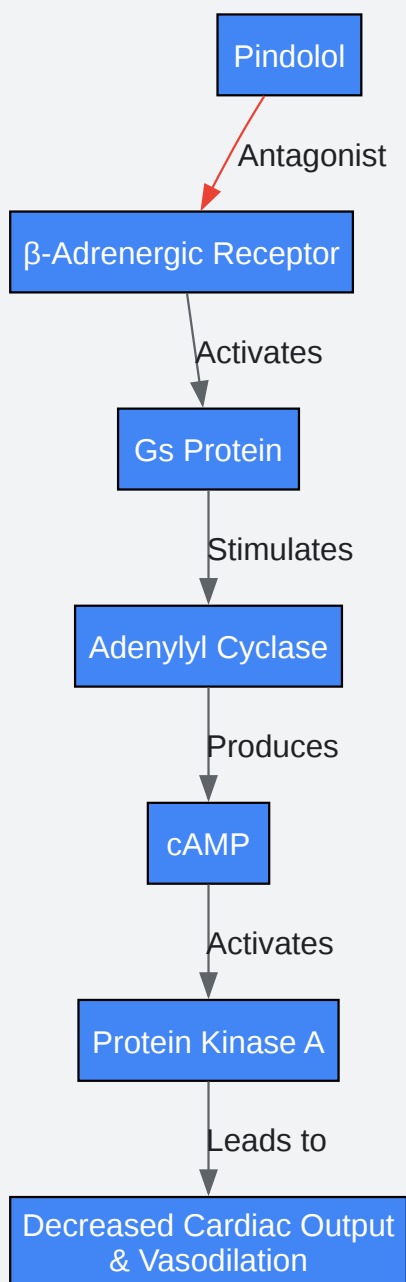 Pindolol
Antagonist
β-Adrenergic Receptor
Activates
Gs Protein
Stimulates
Adenylyl Cyclase
Produces
cAMP
Activates
Protein Kinase A
Leads to
Decreased Cardiac Output
& Vasodilation